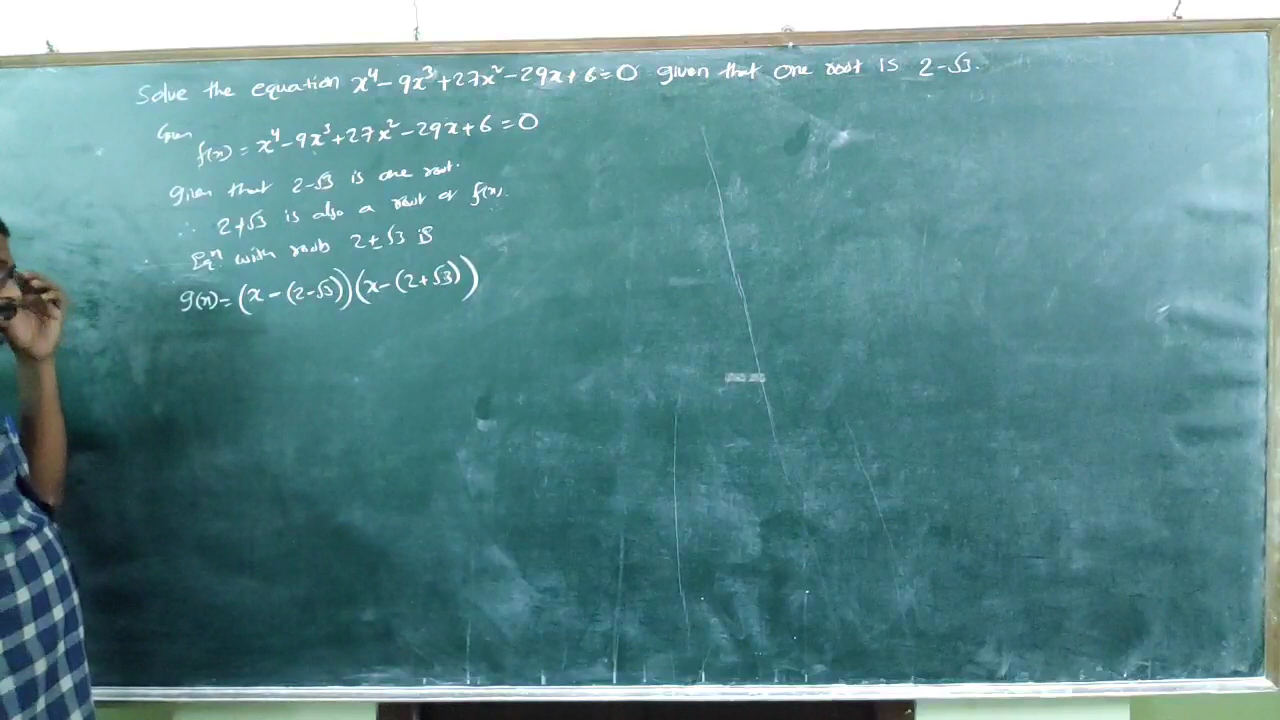 Solve the equation x⁴ - 9x³ + 27x² - 29x + 6 = 0 given that one root is 2 - √3.
Given
f(x) = x⁴ - 9x³ + 27x² - 29x + 6 = 0
given that 2 - √3 is one root.
∴ 2 + √3 is also a root of f(x).
Eqⁿ with roots 2 ± √3 is
g(x) = (x - (2 - √3))(x - (2 + √3))